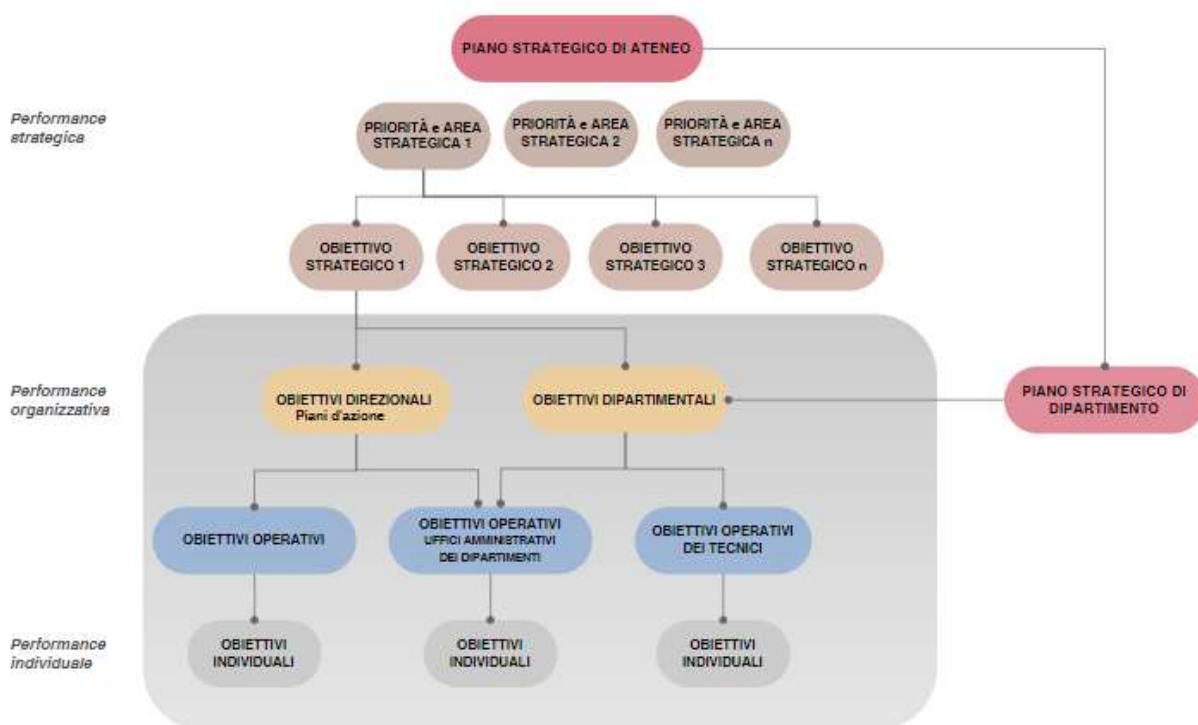 PIANO STRATEGICO DI ATENEO
Performance
strategica
PRIORITÀ e AREA
STRATEGICA 1
PRIORITÀ e AREA
STRATEGICA 2
PRIORITÀ e AREA
STRATEGICA n
OBIETTIVO
STRATEGICO 1
OBIETTIVO
STRATEGICO 2
OBIETTIVO
STRATEGICO 3
OBIETTIVO
STRATEGICO n
Performance
organizzativa
OBIETTIVI DIREZIONALI
Piani d'azione
OBIETTIVI DIPARTIMENTALI
PIANO STRATEGICO DI
DIPARTIMENTO
OBIETTIVI OPERATIVI
OBIETTIVI OPERATIVI
UFFICI AMMINISTRATIVI
DEI DIPARTIMENTI
OBIETTIVI OPERATIVI
DEI TECNICI
Performance
individuale
OBIETTIVI
INDIVIDUALI
OBIETTIVI
INDIVIDUALI
OBIETTIVI
INDIVIDUALI